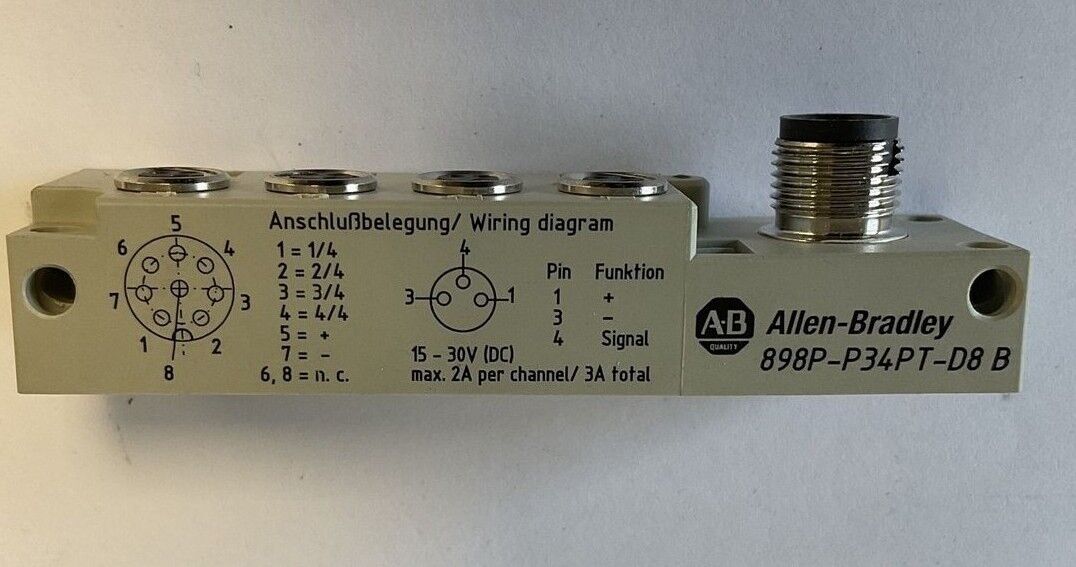 Anschlußbelegung/ Wiring diagram
5
6 4
7 3
1 2
8
1 = 1/4
2 = 2/4
3 = 3/4
4 = 4/4
5 = +
7 = -
6, 8 = n. c.
4
3 1
Pin Funktion
1 +
3 -
4 Signal
15 - 30V (DC)
max. 2A per channel/ 3A total
A-B
QUALITY
Allen-Bradley
898P-P34PT-D8 B